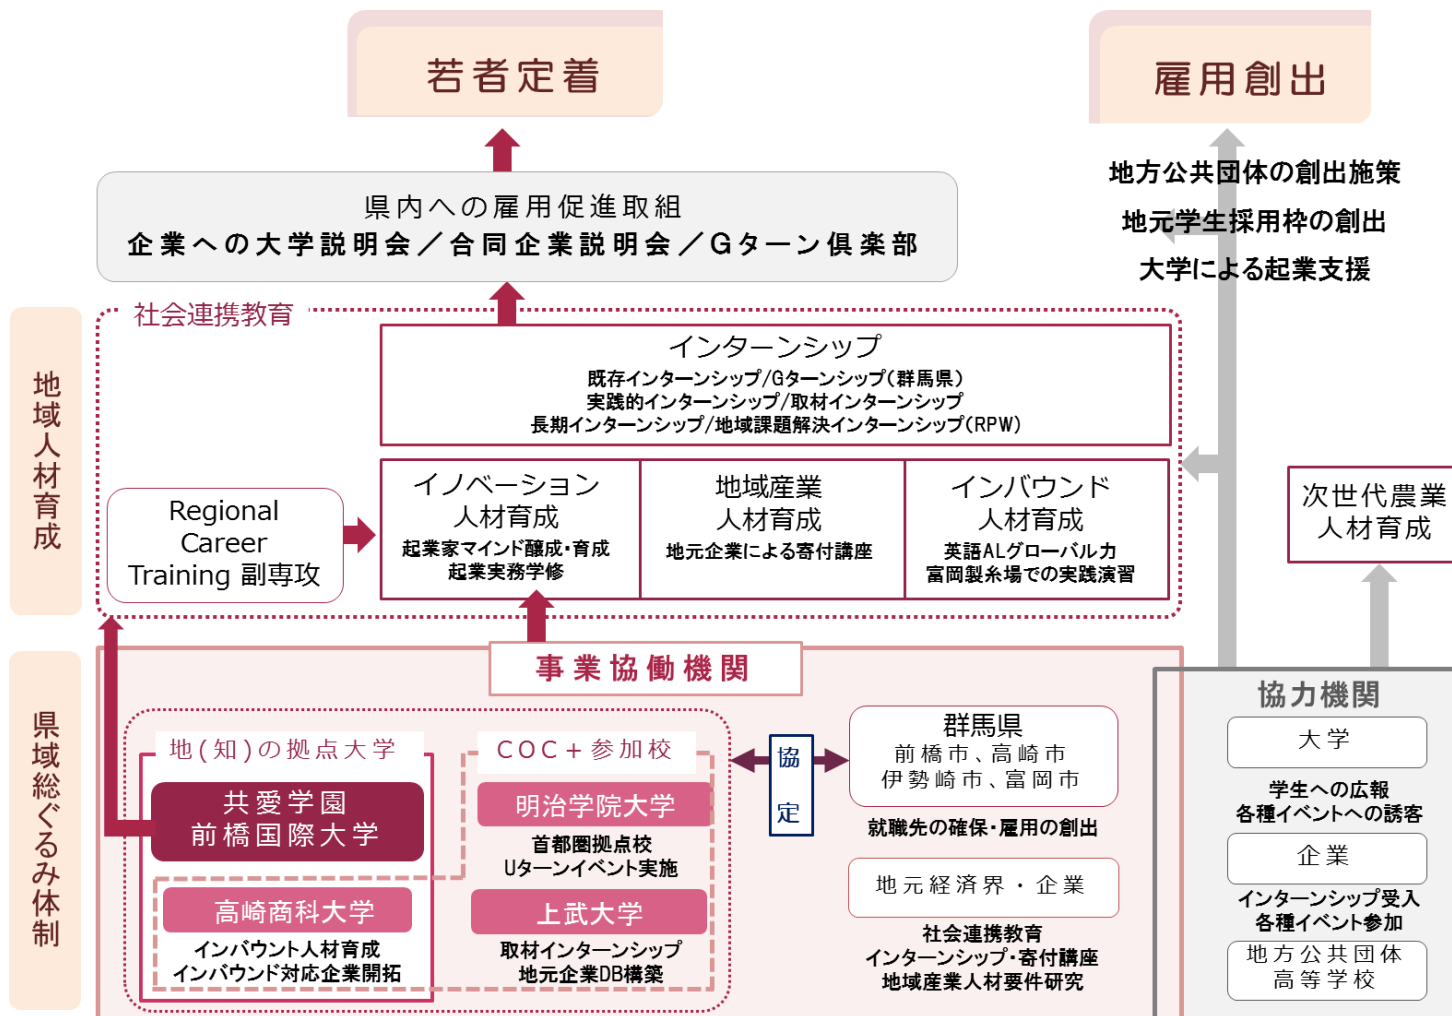 若者定着
雇用創出
県内への雇用促進取組
企業への大学説明会／合同企業説明会／Gターン倶楽部
地方公共団体の創出施策
地元学生採用枠の創出
大学による起業支援
地域人材育成
社会連携教育
インターンシップ
既存インターンシップ/Gターンシップ(群馬県)
実践的インターンシップ/取材インターンシップ
長期インターンシップ/地域課題解決インターンシップ(RPW)
Regional
Career
Training 副専攻
イノベーション
人材育成
起業家マインド醸成・育成
起業実務学修
地域産業
人材育成
地元企業による寄付講座
インバウンド
人材育成
英語ALグローバル力
富岡製糸場での実践演習
次世代農業
人材育成
県域総ぐるみ体制
事業協働機関
地(知)の拠点大学
共愛学園
前橋国際大学
高崎商科大学
インバウント人材育成
インバウンド対応企業開拓
COC+参加校
明治学院大学
首都圏拠点校
Uターンイベント実施
上武大学
取材インターンシップ
地元企業DB構築
協定
群馬県
前橋市、高崎市
伊勢崎市、富岡市
就職先の確保・雇用の創出
地元経済界・企業
社会連携教育
インターンシップ・寄付講座
地域産業人材要件研究
協力機関
大学
学生への広報
各種イベントへの誘客
企業
インターンシップ受入
各種イベント参加
地方公共団体
高等学校